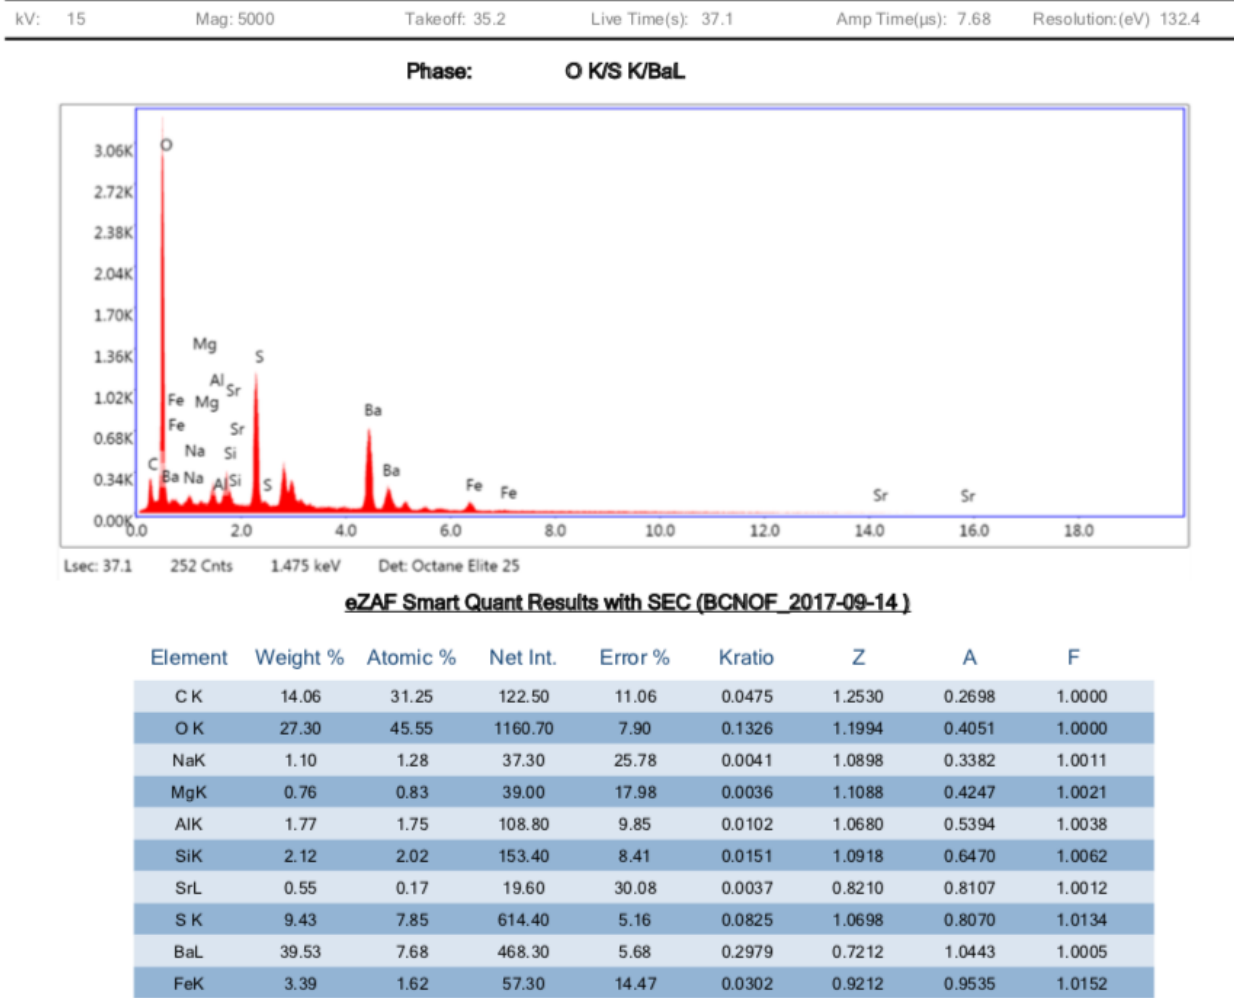 kV: 15 Mag: 5000 Takeoff: 35.2 Live Time(s): 37.1 Amp Time(µs): 7.68 Resolution:(eV) 132.4
Phase: O K/S K/BaL
3.06K
O
2.72K
2.38K
2.04K
1.70K
Mg
1.36K
S
Al
Sr
1.02K
Fe
Mg
Ba
Fe
Sr
0.68K
Na
Si
C
Ba
0.34K
Ba
Na
Al
Si
S
Fe
Fe
Sr
Sr
0.00K
0.0 2.0 4.0 6.0 8.0 10.0 12.0 14.0 16.0 18.0
Lsec: 37.1 252 Cnts 1.475 keV Det: Octane Elite 25
eZAF Smart Quant Results with SEC (BCNOF_2017-09-14 )
Element Weight % Atomic % Net Int. Error % Kratio Z A F
C K 14.06 31.25 122.50 11.06 0.0475 1.2530 0.2698 1.0000
O K 27.30 45.55 1160.70 7.90 0.1326 1.1994 0.4051 1.0000
NaK 1.10 1.28 37.30 25.78 0.0041 1.0898 0.3382 1.0011
MgK 0.76 0.83 39.00 17.98 0.0036 1.1088 0.4247 1.0021
AlK 1.77 1.75 108.80 9.85 0.0102 1.0680 0.5394 1.0038
SiK 2.12 2.02 153.40 8.41 0.0151 1.0918 0.6470 1.0062
SrL 0.55 0.17 19.60 30.08 0.0037 0.8210 0.8107 1.0012
S K 9.43 7.85 614.40 5.16 0.0825 1.0698 0.8070 1.0134
BaL 39.53 7.68 468.30 5.68 0.2979 0.7212 1.0443 1.0005
FeK 3.39 1.62 57.30 14.47 0.0302 0.9212 0.9535 1.0152